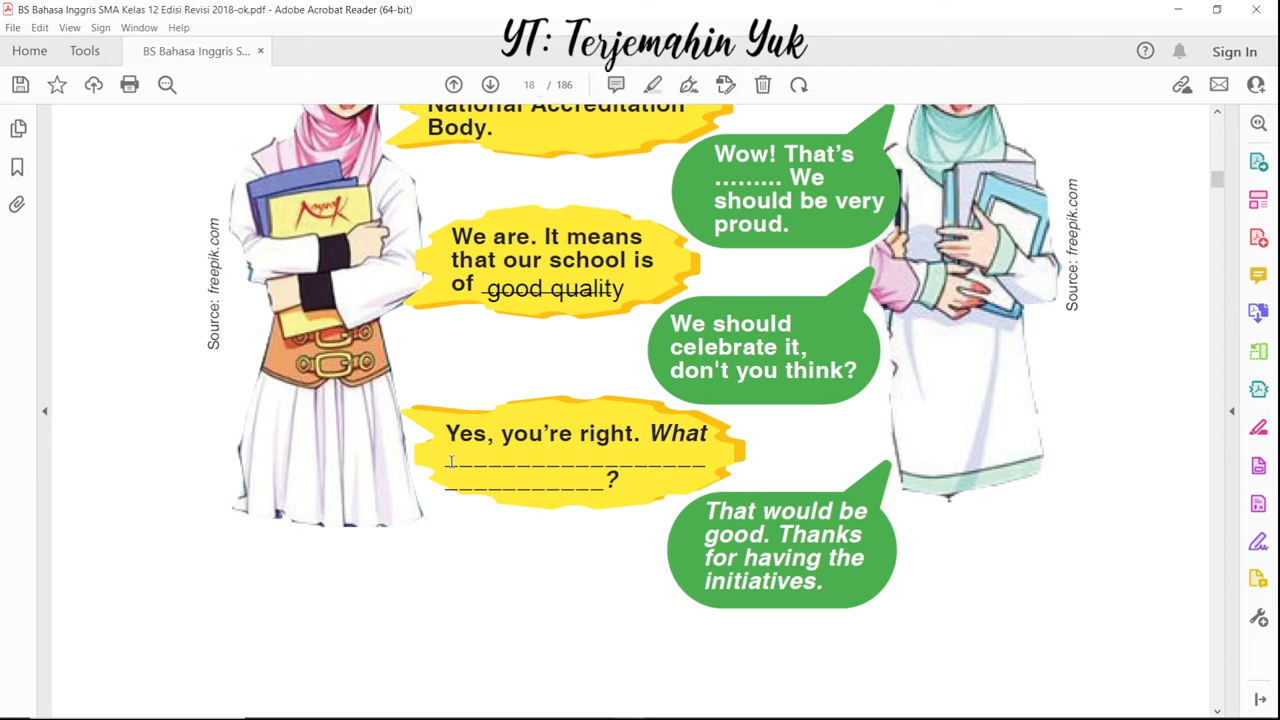 BS Bahasa Inggris SMA Kelas 12 Edisi Revisi 2018-ok.pdf - Adobe Acrobat Reader (64-bit)
YT: Terjemahin Yuk
File Edit View Sign Window Help
Home Tools BS Bahasa Inggris S... × Sign In
18 / 186
National Accreditation
Body.
Wow! That's
......... We
should be very
proud.
We are. It means
that our school is
of good quality
We should
celebrate it,
don't you think?
Yes, you're right. What
__________________
___________?
That would be
good. Thanks
for having the
initiatives.
Source: freepik.com
Source: freepik.com